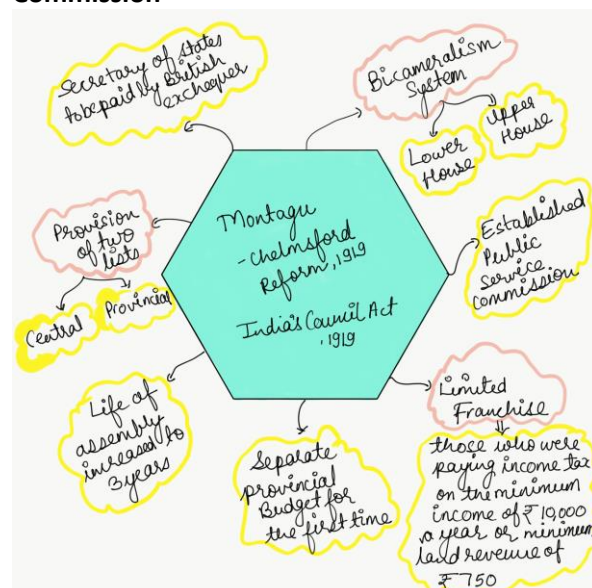 Commission
Secretary of states
to be paid by British
exchequer
Bicameralism
System
Lower
House
Upper
House
Montagu
-chelmsford
Reform, 1919
India's Council Act
, 1919
Provision
of two
lists
Central
Provincial
Established
Public
Service
commission
Life of
assembly
increased to
3 years
Separate
provincial
Budget for
the first time
Limited
Franchise
those who were
paying income tax
on the minimum
income of ₹10,000
a year or minimum
land revenue of
₹750